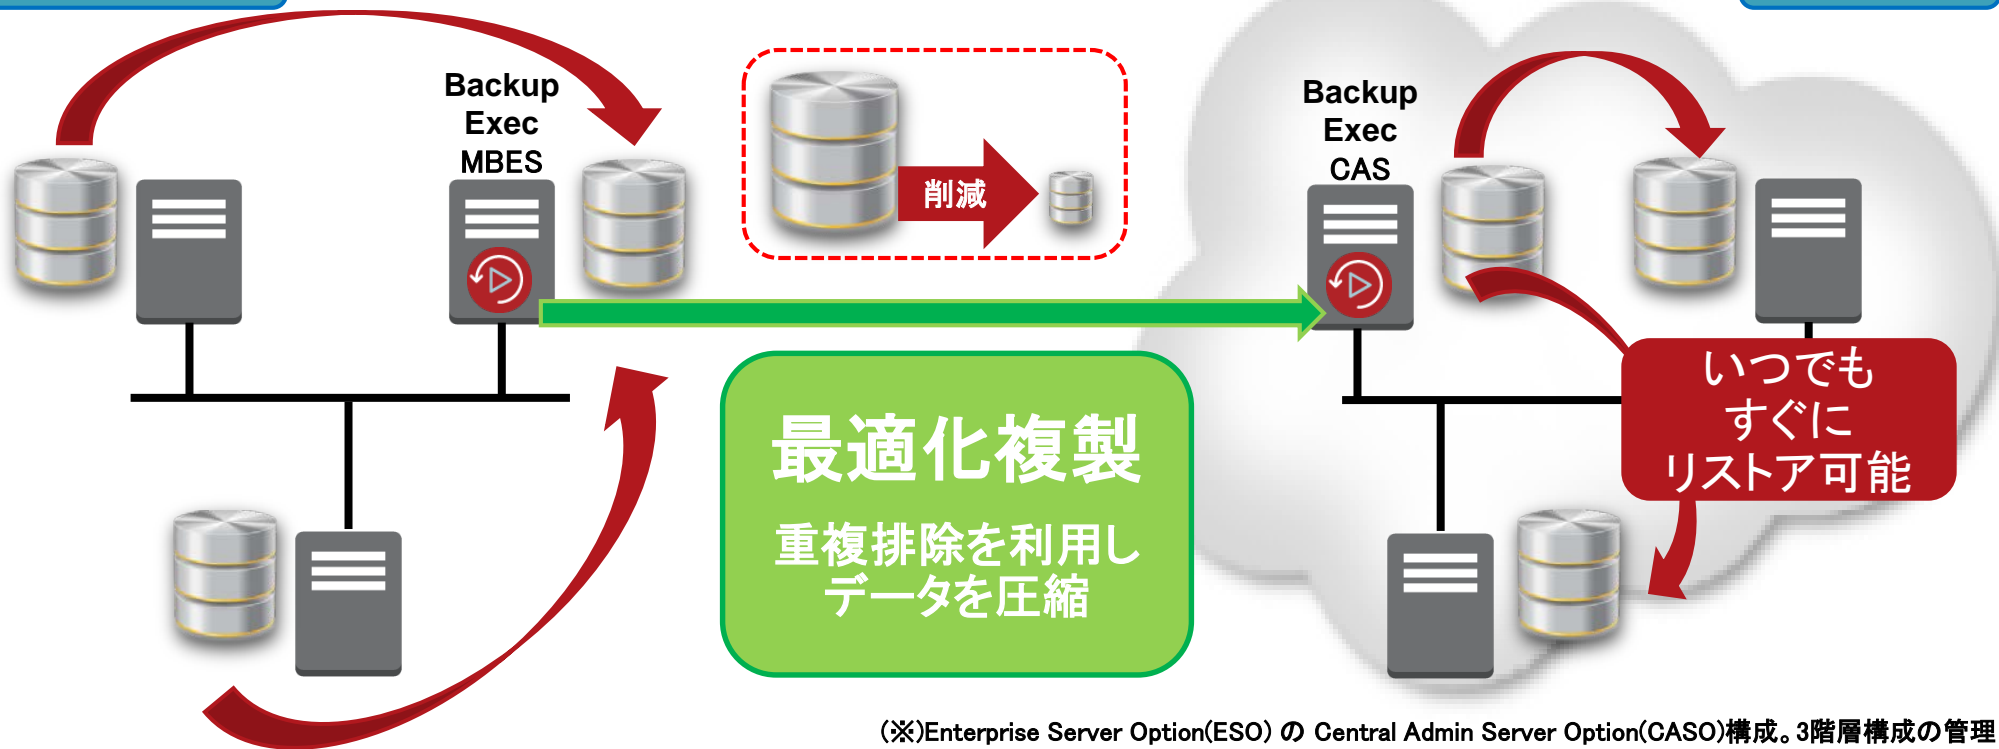 Backup
Exec
MBES
削減
Backup
Exec
CAS
最適化複製
重複排除を利用し
データを圧縮
いつでも
すぐに
リストア可能
(※)Enterprise Server Option(ESO) の Central Admin Server Option(CASO)構成。3階層構成の管理